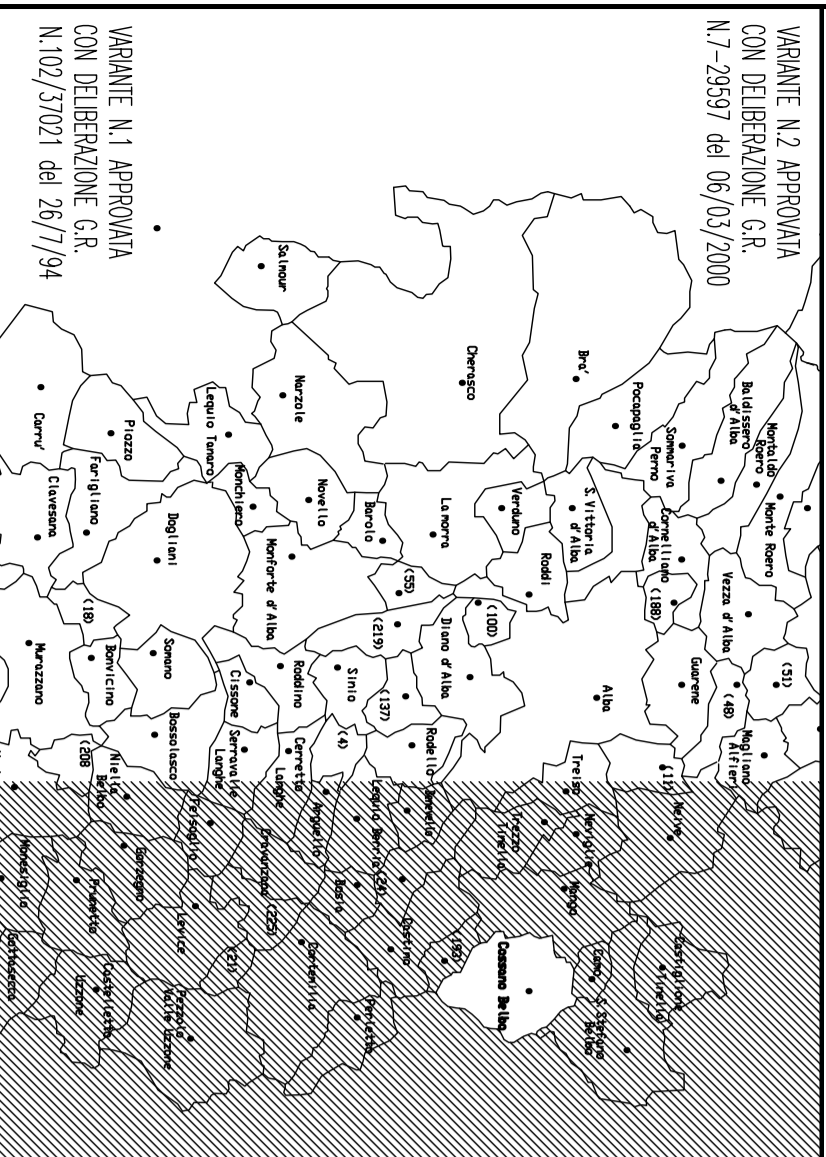 VARIANTE N.2 APPROVATA
CON DELIBERAZIONE G.R.
N.7-29597 del 06/03/2000
VARIANTE N.1 APPROVATA
CON DELIBERAZIONE G.R.
N.102/37021 del 26/7/94
Montaldo
Roero
Monte Roero
Baldissero
d'Alba
Sommariva
Perno
Pocapaglia
Bra'
Cherasco
Salmour
Narzole
Lequio Tanaro
Piozzo
Carru'
Corneliano
d'Alba
Vezza d'Alba
(51)
(48)
Magliano
Alfieri
(188)
Guarene
S. Vittoria
d'Alba
Verduno
Roddi
Alba
(11)
La morra
(100)
Diano d'Alba
Barolo
(55)
(219)
(137)
Rodello
Novello
Monforte d'Alba
Sinio
(4)
Monchiero
Roddino
Cerretto
Langhe
Cissone
Serravalle
Langhe
Dogliani
Somano
Bossolasco
Farigliano
(18)
Bonvicino
(208
Niella
Belbo
Clavesana
Murazzano
Neive
Treiso
Neviglie
Trezzo
Tinella
Mango
Castiglione
Tinella
Camo
S. Stefano
Belbo
Cossano Belbo
(193)
Benevello
Lequio Berria
(24)
Castino
Arguello
Bosia
Perletto
Cravanzana
(225)
Cortemilia
Feisoglio
Levice
(21)
Pezzolo
Valle Uzzone
Gorzegno
Prunetto
Castelletto
Uzzone
Monesiglio
Gottasecca